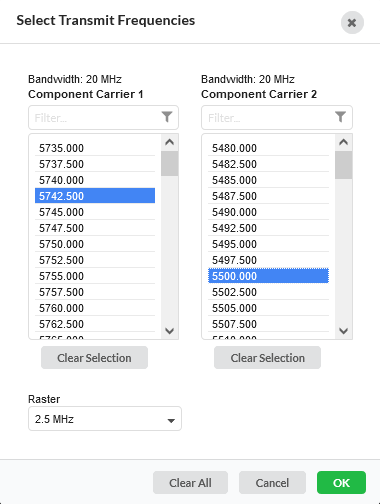 Select Transmit Frequencies
Bandwidth: 20 MHz
Component Carrier 1
Filter...
5735.000
5737.500
5740.000
5742.500
5745.000
5747.500
5750.000
5752.500
5755.000
5757.500
5760.000
5762.500
5765.000
Clear Selection
Bandwidth: 20 MHz
Component Carrier 2
Filter...
5480.000
5482.500
5485.000
5487.500
5490.000
5492.500
5495.000
5497.500
5500.000
5502.500
5505.000
5507.500
5510.000
Clear Selection
Raster
2.5 MHz
Clear All
Cancel
OK